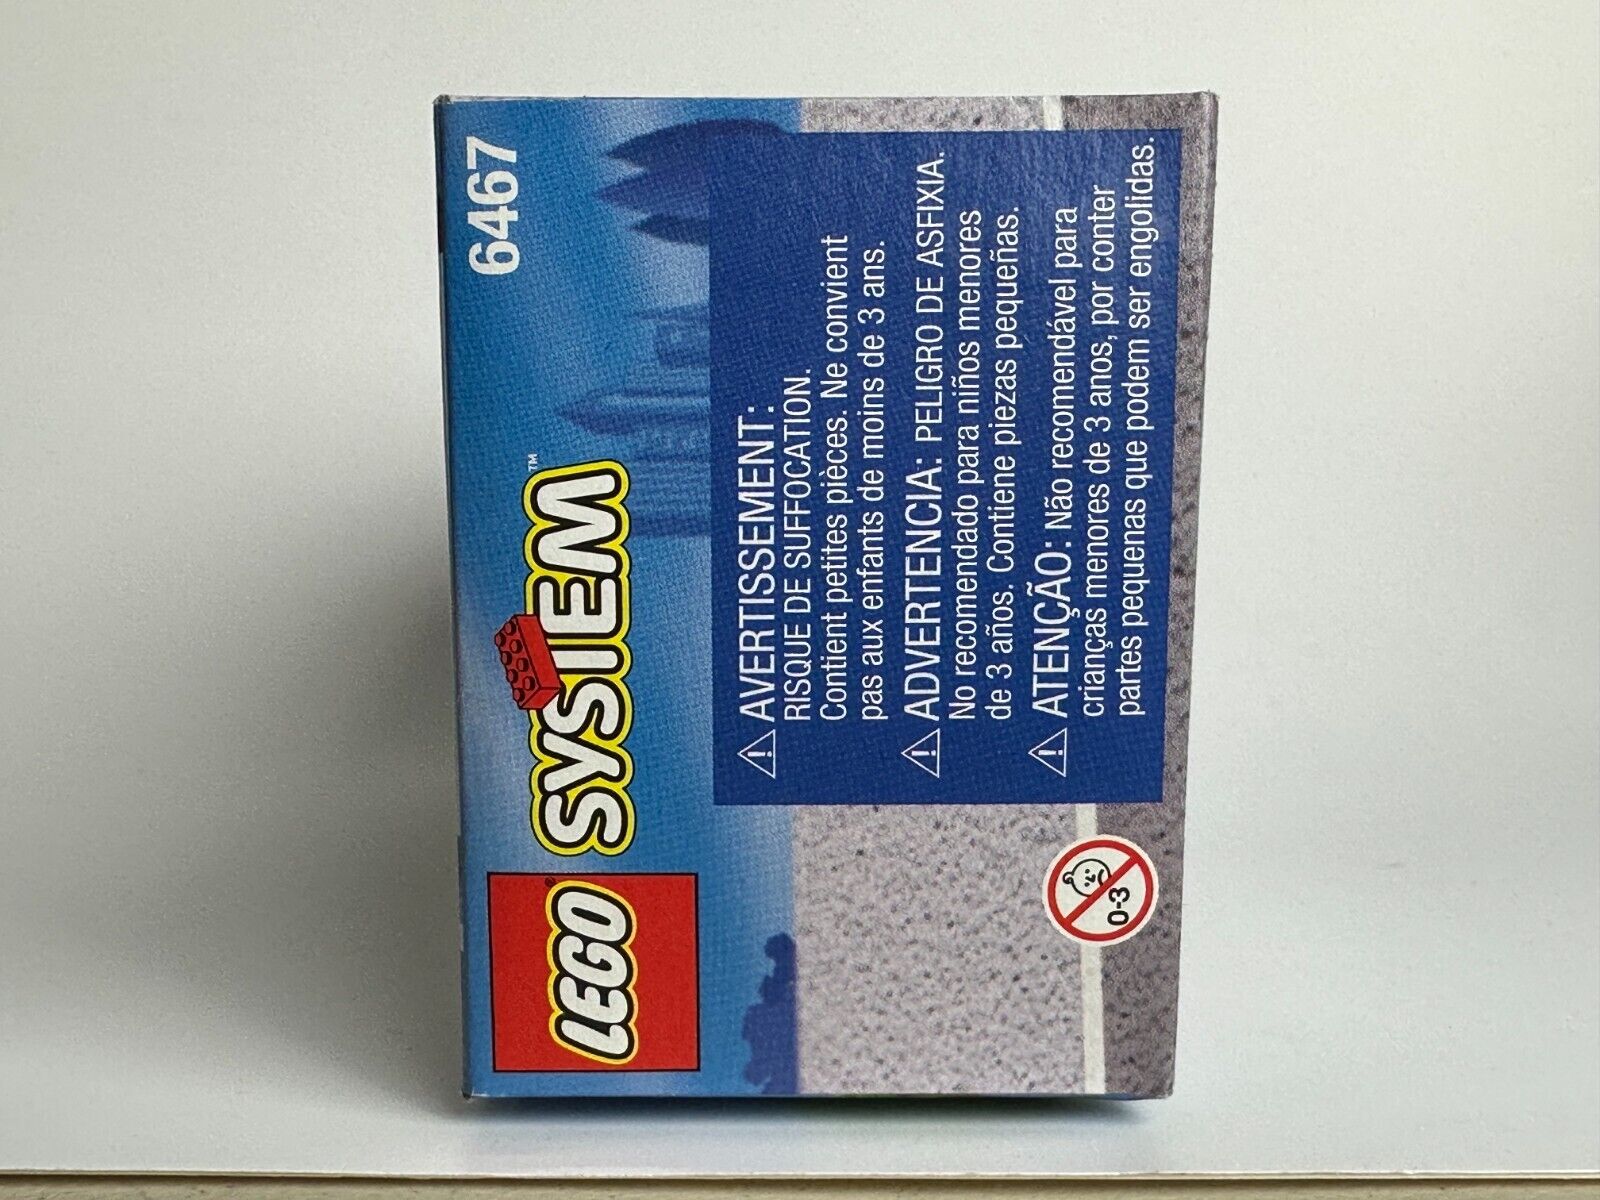 LEGO® SYSTEM™
6467
⚠ AVERTISSEMENT:
RISQUE DE SUFFOCATION.
Contient petites pièces. Ne convient
pas aux enfants de moins de 3 ans.
⚠ ADVERTENCIA: PELIGRO DE ASFIXIA.
No recomendado para niños menores
de 3 años. Contiene piezas pequeñas.
⚠ ATENÇÃO: Não recomendável para
crianças menores de 3 anos, por conter
partes pequenas que podem ser engolidas.
0-3